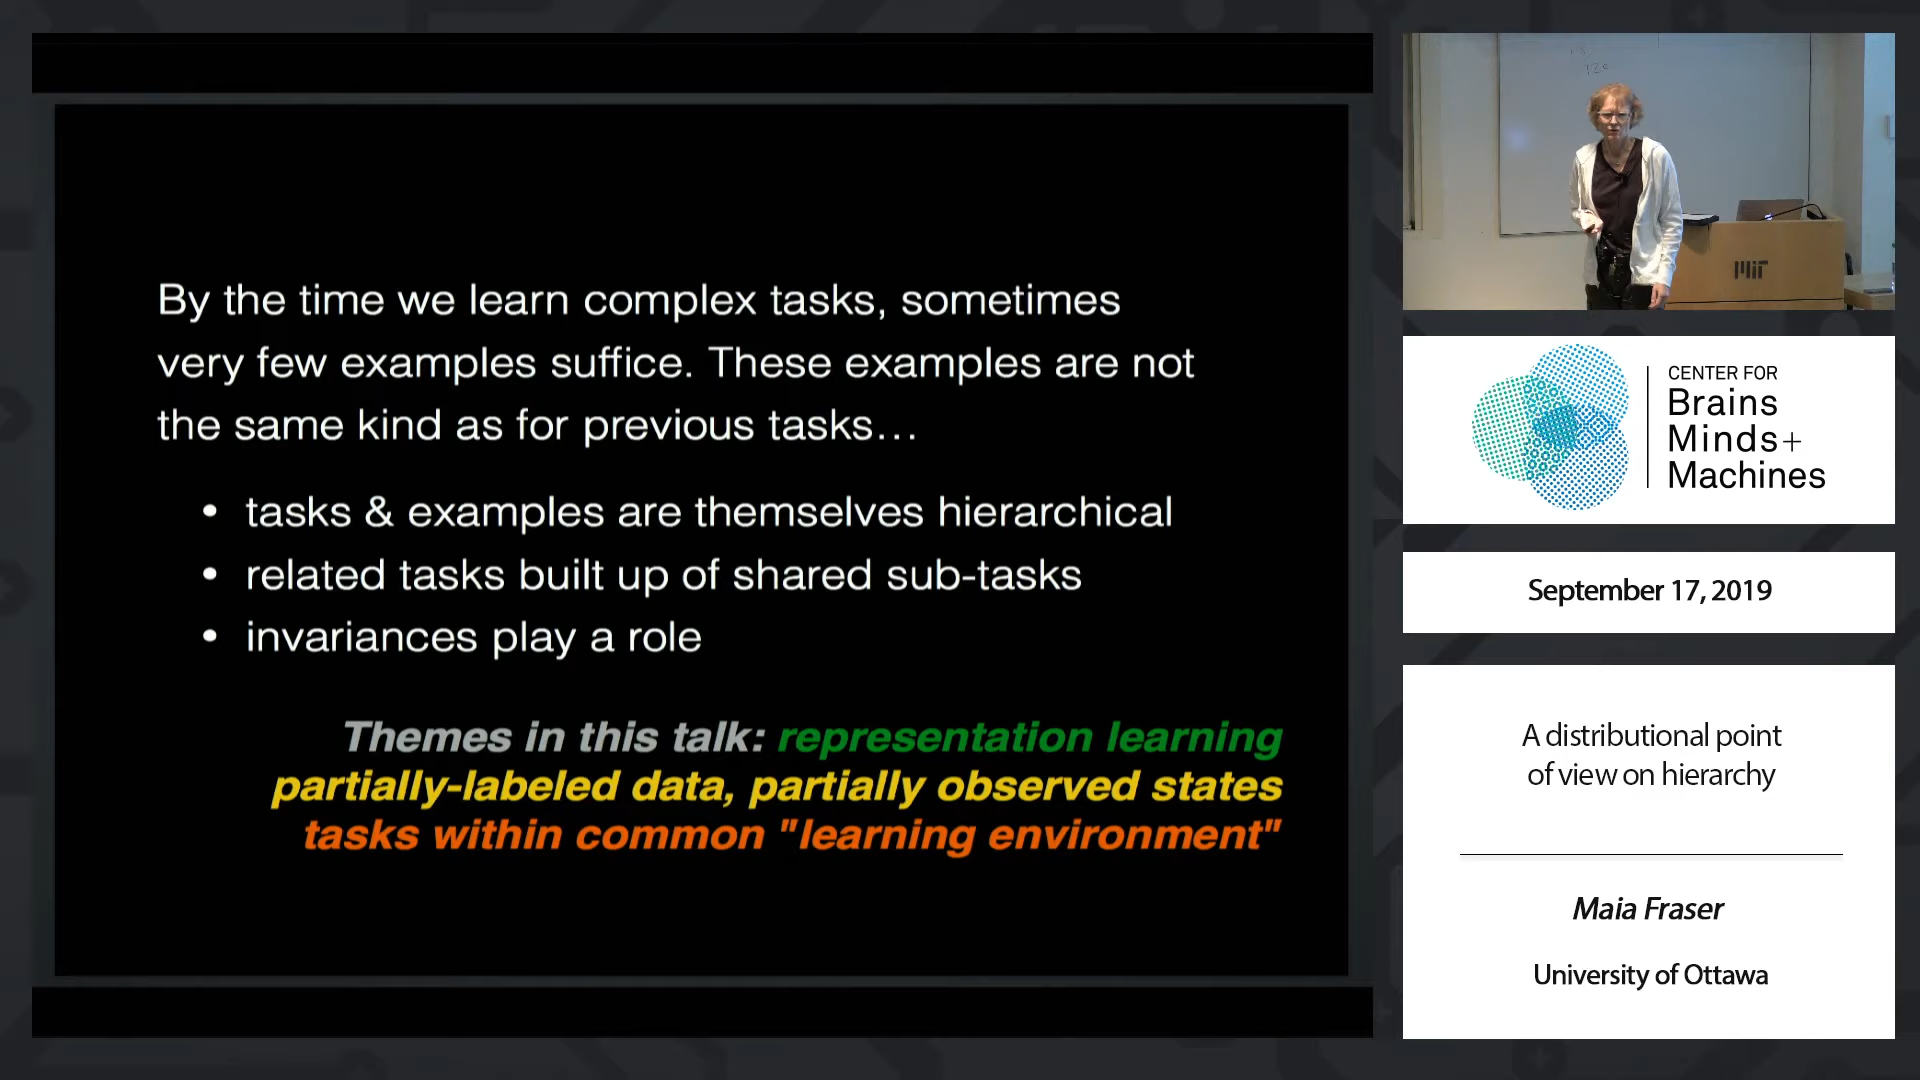 By the time we learn complex tasks, sometimes
very few examples suffice. These examples are not
the same kind as for previous tasks…
• tasks & examples are themselves hierarchical
• related tasks built up of shared sub-tasks
• invariances play a role
Themes in this talk: representation learning
partially-labeled data, partially observed states
tasks within common "learning environment"
MIT
CENTER FOR
Brains
Minds+
Machines
September 17, 2019
A distributional point
of view on hierarchy
Maia Fraser
University of Ottawa